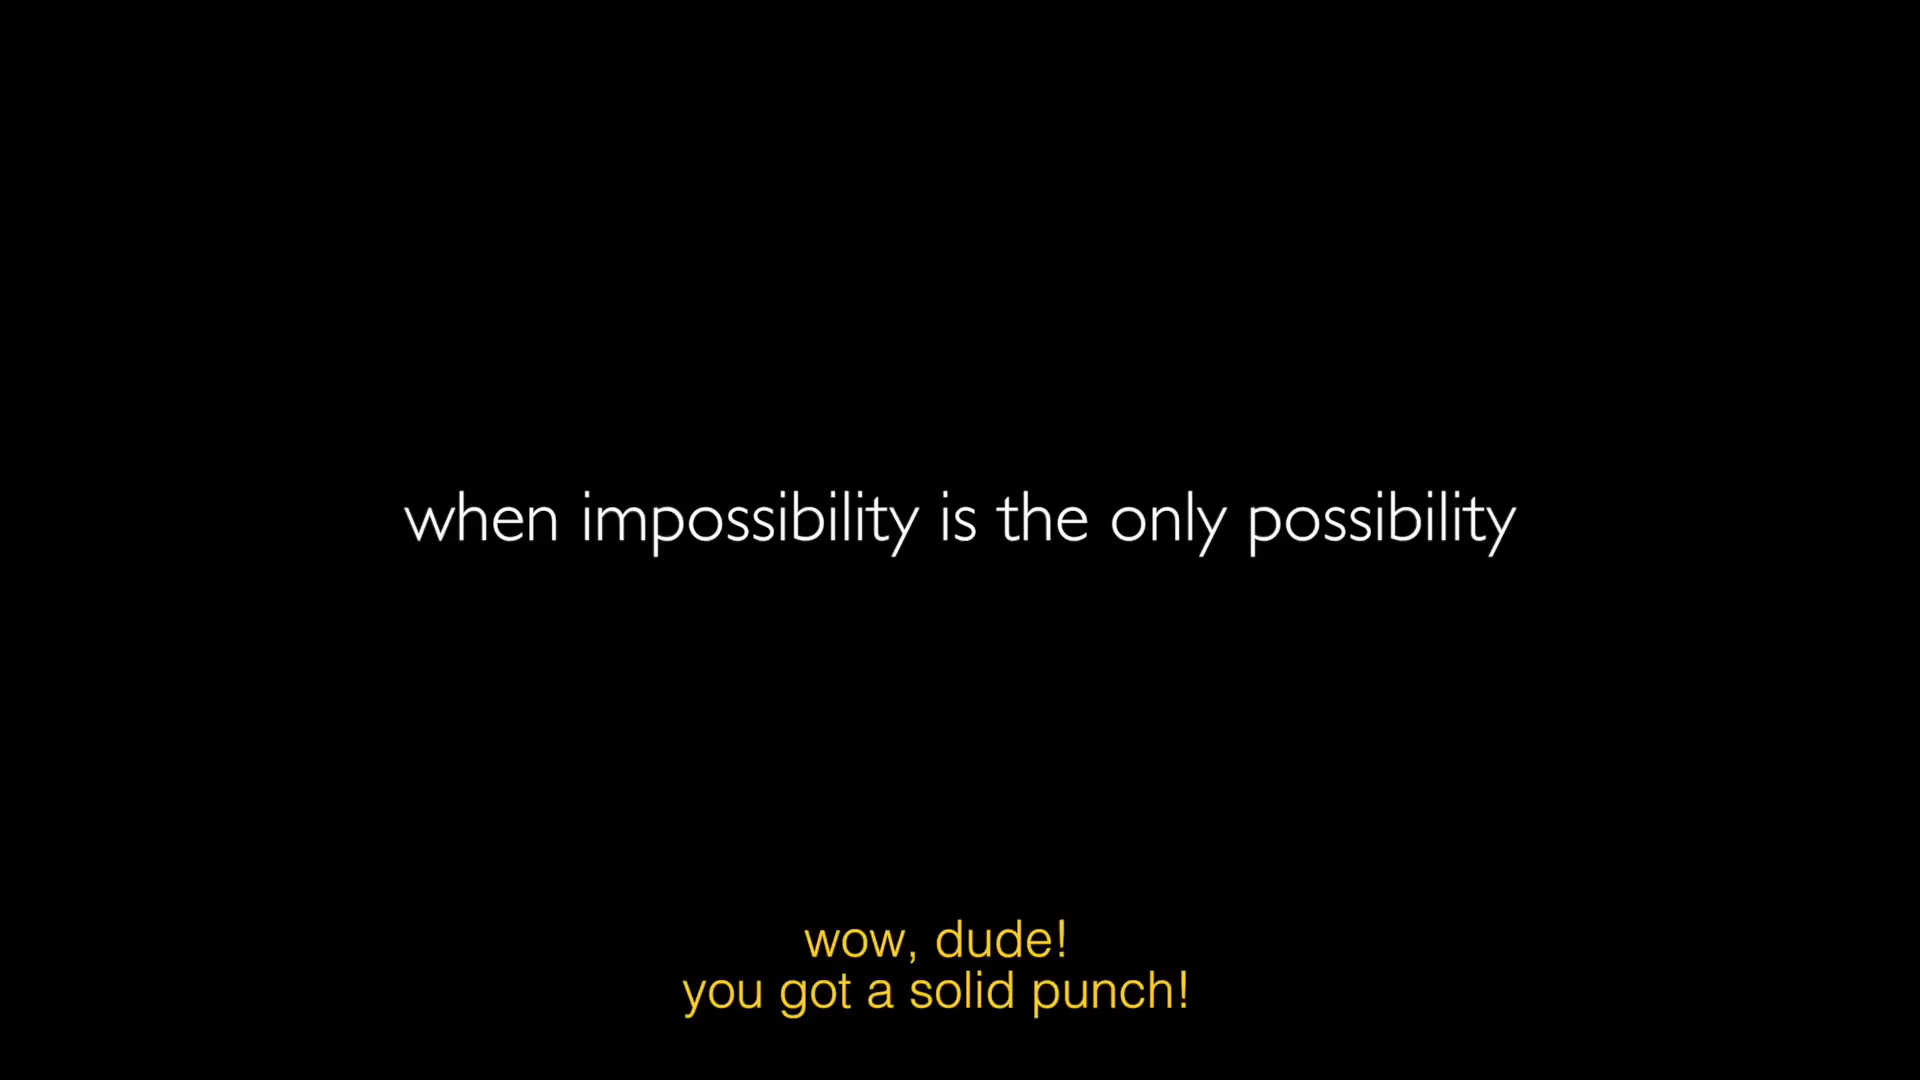 when impossibility is the only possibility
wow, dude!
you got a solid punch!